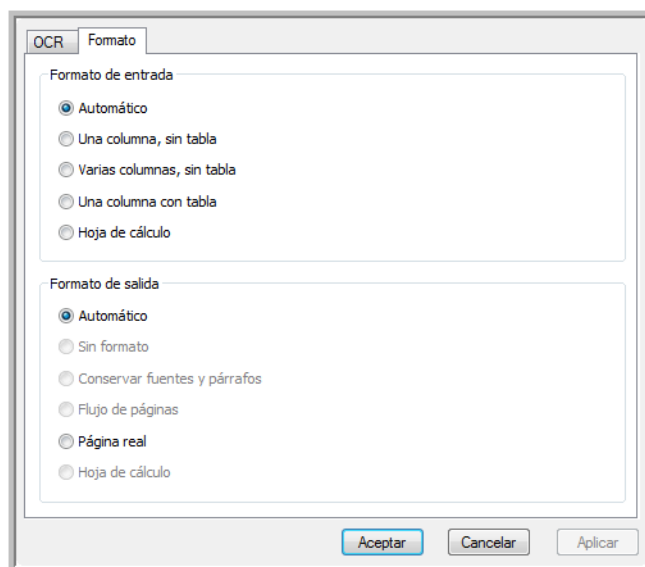 OCR Formato
Formato de entrada
Automático
Una columna, sin tabla
Varias columnas, sin tabla
Una columna con tabla
Hoja de cálculo
Formato de salida
Automático
Sin formato
Conservar fuentes y párrafos
Flujo de páginas
Página real
Hoja de cálculo
Aceptar Cancelar Aplicar